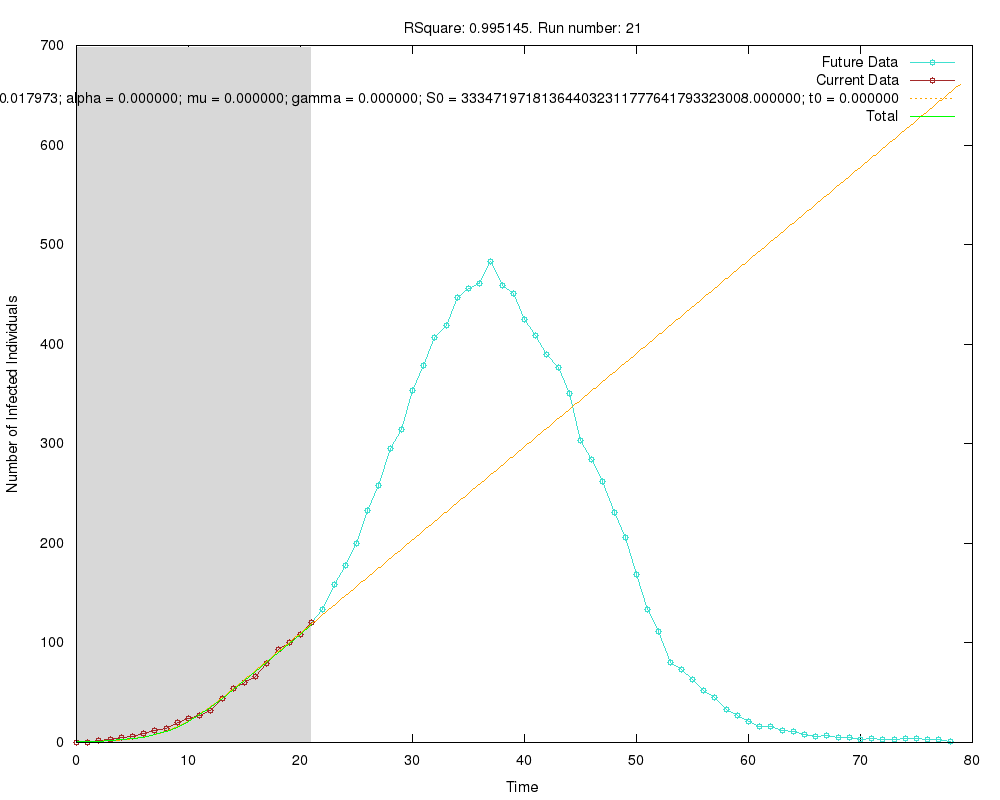 RSquare: 0.995145. Run number: 21
700
600
500
400
300
200
100
0
Number of Infected Individuals
Future Data
Current Data
0.017973; alpha = 0.000000; mu = 0.000000; gamma = 0.000000; S0 = 33347197181364403231177764179332​3008.000000; t0 = 0.000000
Total
0 10 20 30 40 50 60 70 80
Time